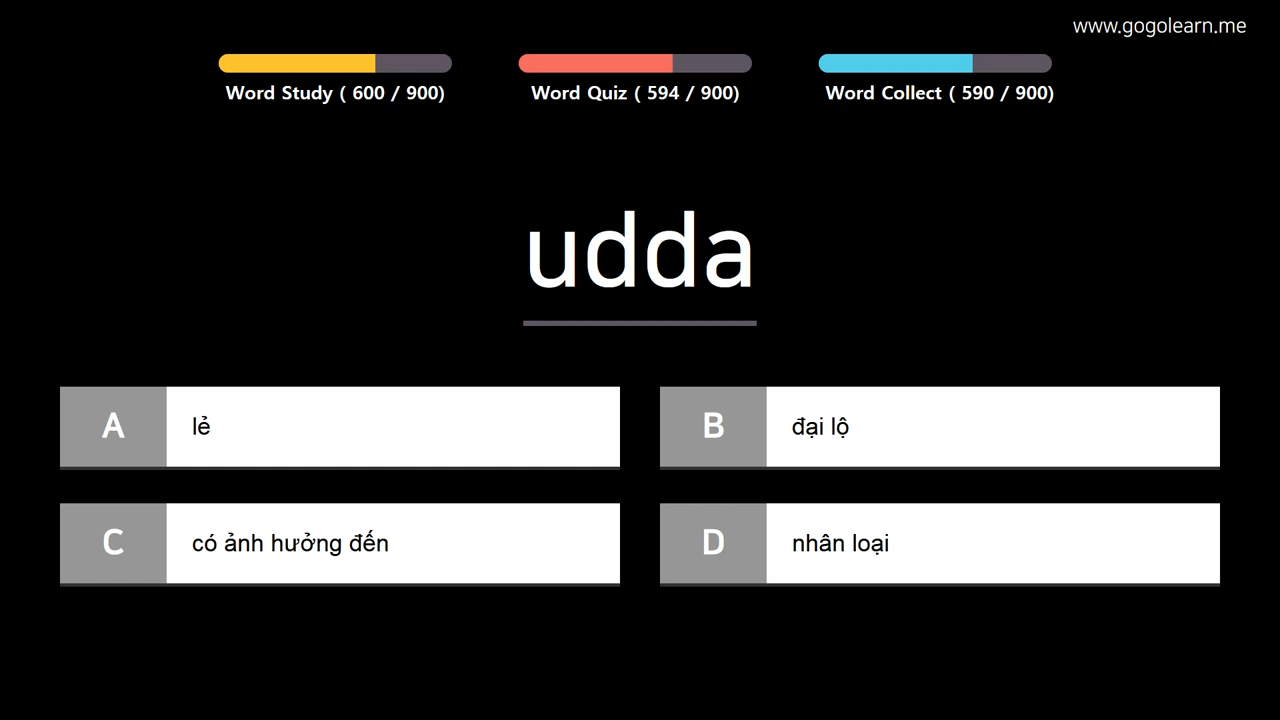 www.gogolearn.me
Word Study ( 600 / 900)
Word Quiz ( 594 / 900)
Word Collect ( 590 / 900)
udda
A lẻ
B đại lộ
C có ảnh hưởng đến
D nhân loại